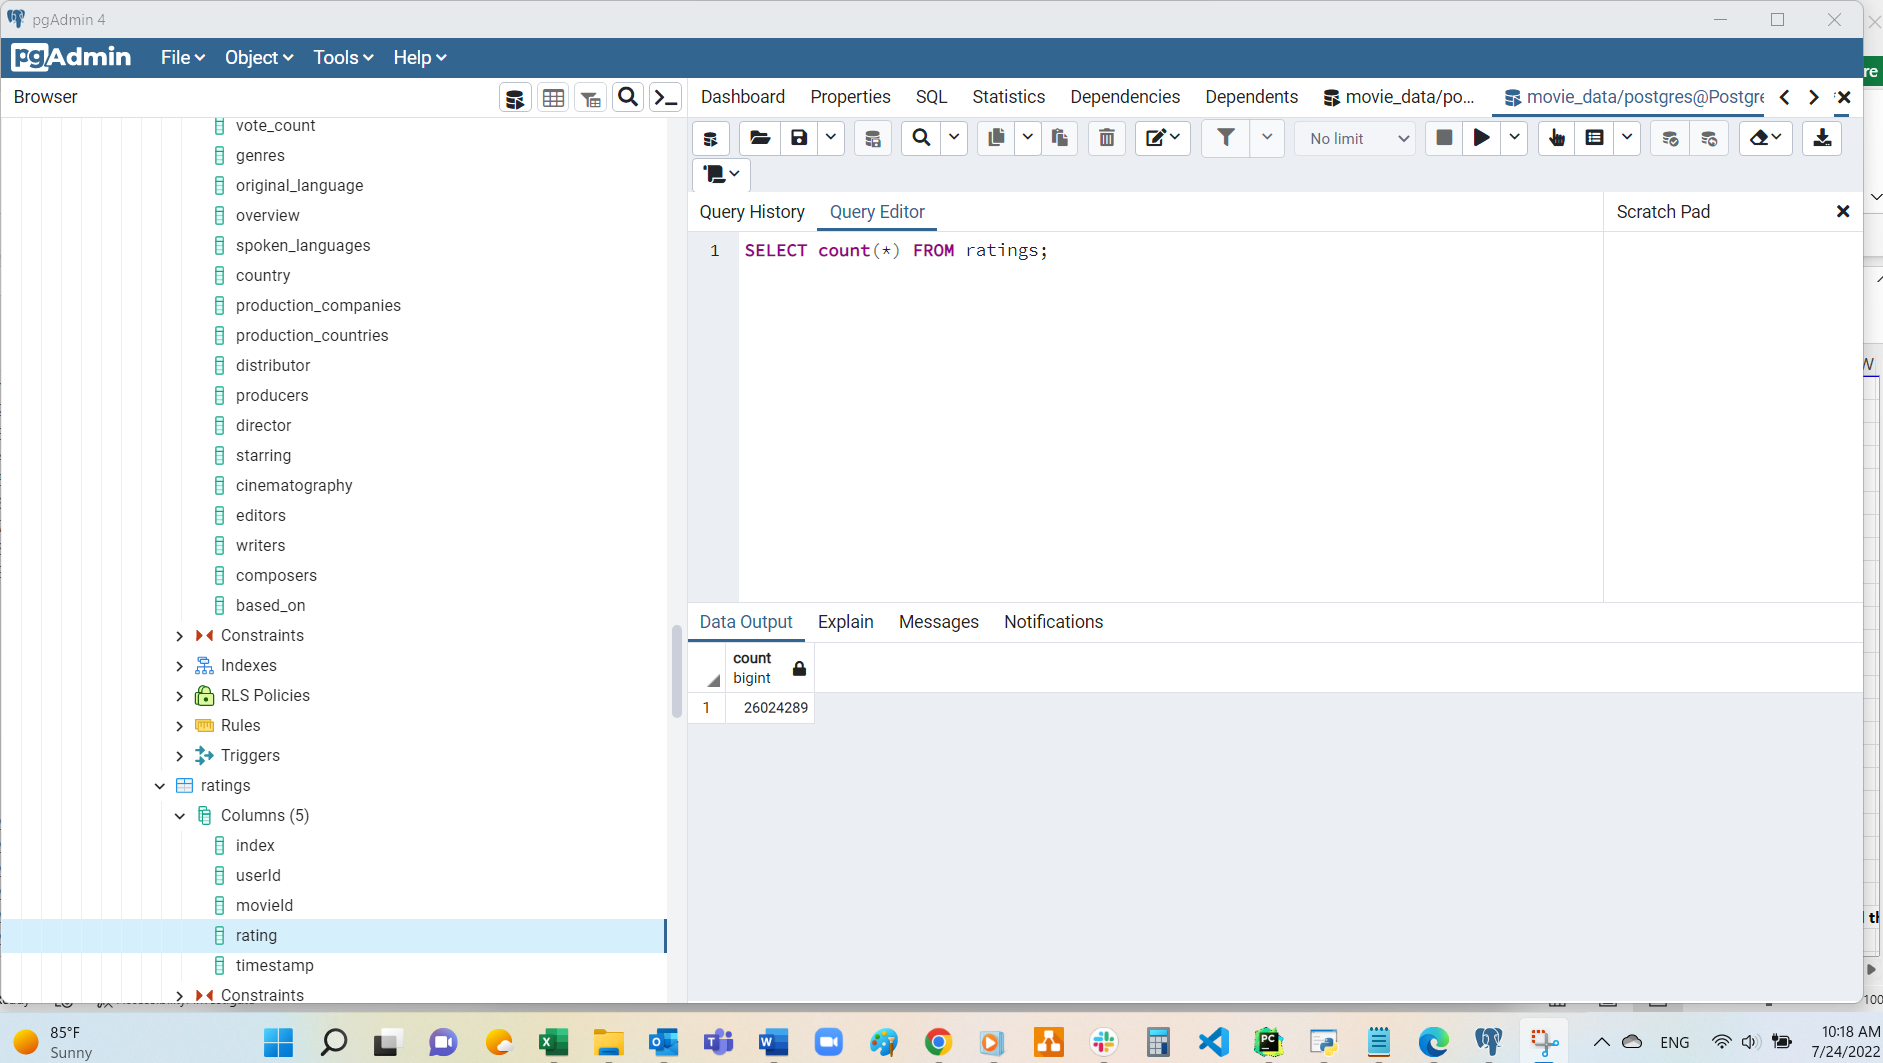 pgAdmin 4
pgAdmin File Object Tools Help
Browser
Dashboard Properties SQL Statistics Dependencies Dependents movie_data/po... movie_data/postgres@Postgre
re
No limit
Query History Query Editor
Scratch Pad
1 SELECT count(*) FROM ratings;
vote_count
genres
original_language
overview
spoken_languages
country
production_companies
production_countries
distributor
producers
director
starring
cinematography
editors
writers
composers
based_on
Constraints
Indexes
RLS Policies
Rules
Triggers
ratings
Columns (5)
index
userId
movieId
rating
timestamp
Constraints
Data Output Explain Messages Notifications
count
bigint
1 26024289
W
100
85°F
Sunny
ENG
10:18 AM
7/24/2022